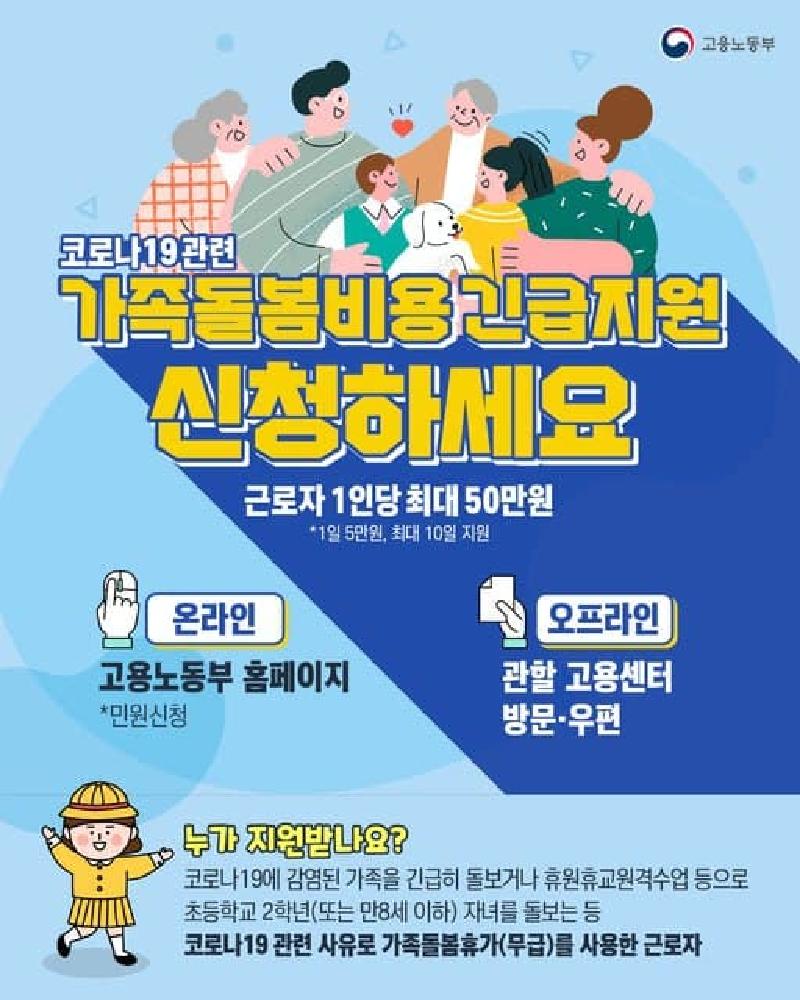 고용노동부
코로나19 관련
가족돌봄비용 긴급지원
신청하세요
근로자 1인당 최대 50만원
*1일 5만원, 최대 10일 지원
온라인
고용노동부 홈페이지
*민원신청
오프라인
관할 고용센터
방문·우편
누가 지원받나요?
코로나19에 감염된 가족을 긴급히 돌보거나 휴원휴교원격수업 등으로
초등학교 2학년(또는 만8세 이하) 자녀를 돌보는 등
코로나19 관련 사유로 가족돌봄휴가(무급)를 사용한 근로자